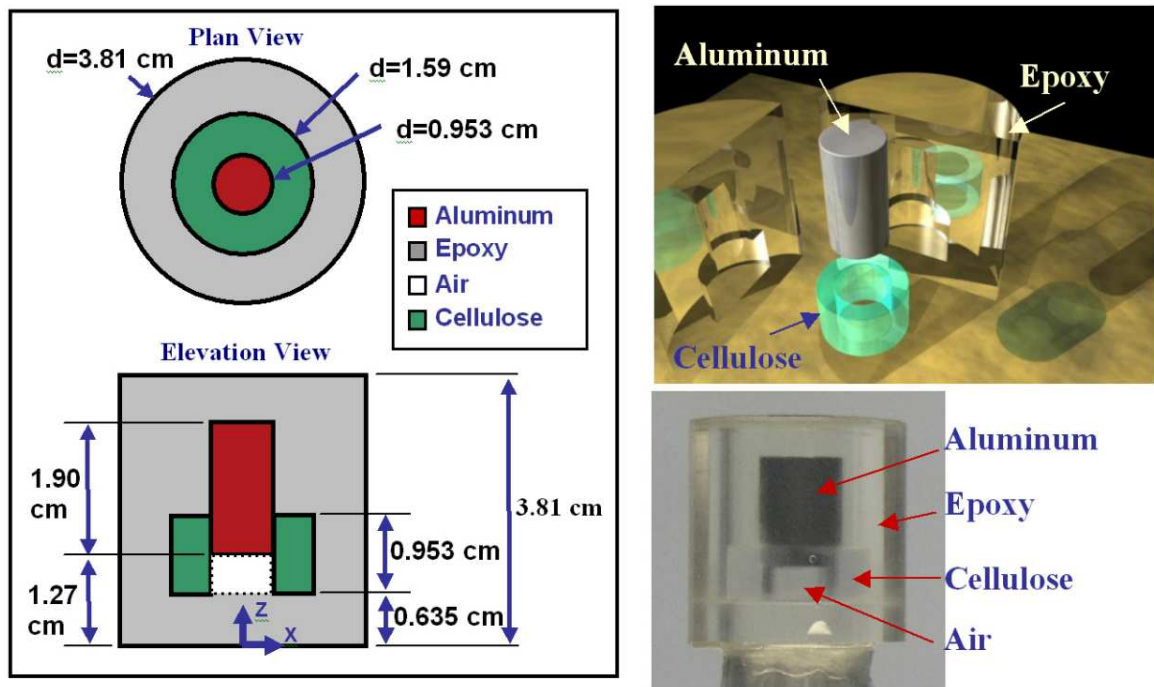 Plan View
d=3.81 cm
d=1.59 cm
d=0.953 cm
Aluminum
Epoxy
Air
Cellulose
Elevation View
1.90
cm
1.27
cm
3.81 cm
0.953 cm
0.635 cm
Z
X
Aluminum
Epoxy
Cellulose
Aluminum
Epoxy
Cellulose
Air